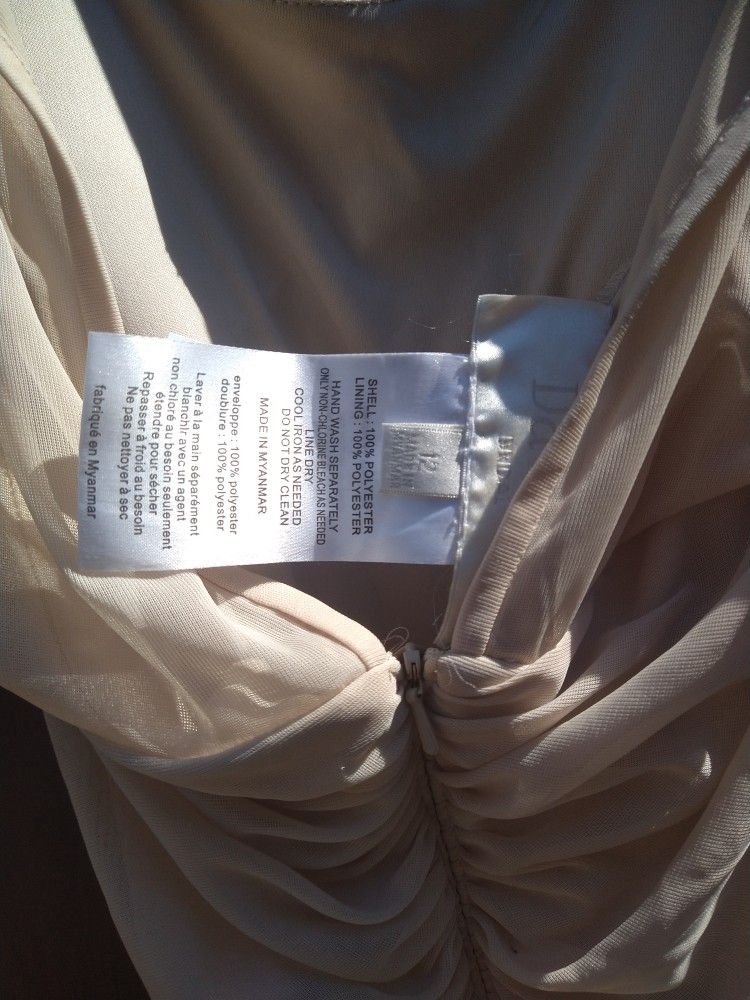 12
MADE IN
MYANMAR
SHELL : 100% POLYESTER
LINING : 100% POLYESTER
HAND WASH SEPARATELY
ONLY NON-CHLORINE BLEACH AS NEEDED
LINE DRY
COOL IRON AS NEEDED
DO NOT DRY CLEAN
MADE IN MYANMAR
enveloppe : 100% polyester
doublure : 100% polyester
Laver à la main séparément
blanchir avec un agent
non chloré au besoin seulement
étendre pour sécher
Repasser à froid au besoin
Ne pas nettoyer à sec
fabriqué en Myanmar